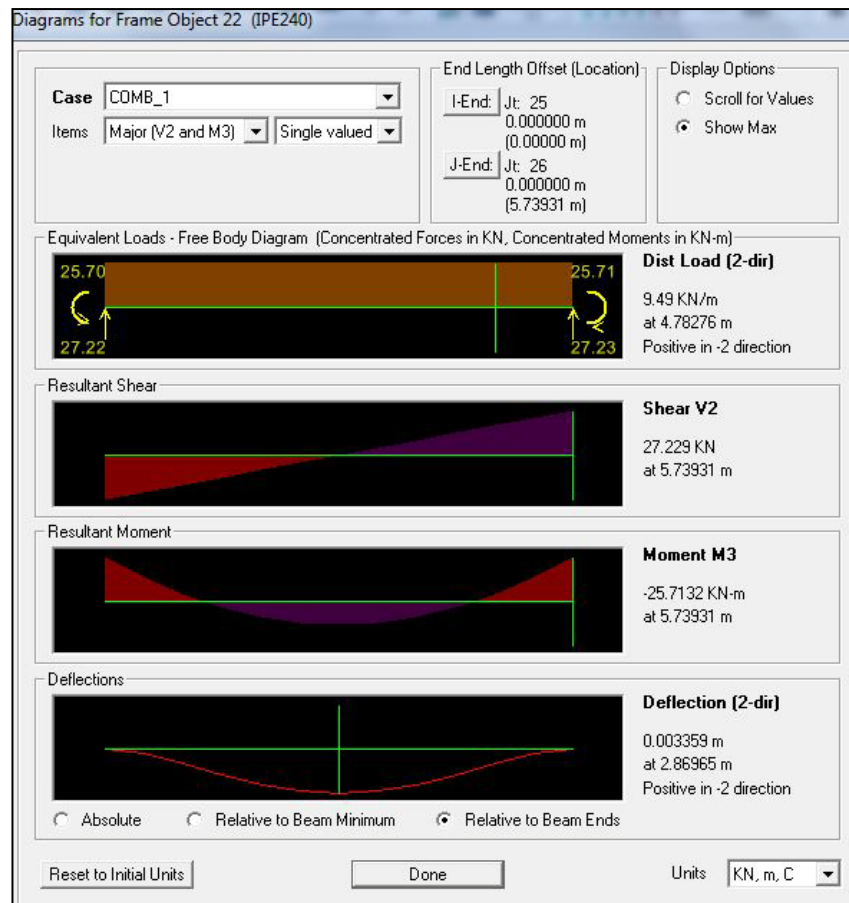 Diagrams for Frame Object 22 (IPE240)
Case COMB_1
Items Major (V2 and M3) Single valued
End Length Offset (Location)
I-End: Jt: 25
0.000000 m
(0.00000 m)
J-End: Jt: 26
0.000000 m
(5.73931 m)
Display Options
Scroll for Values
Show Max
Equivalent Loads - Free Body Diagram (Concentrated Forces in KN, Concentrated Moments in KN-m)
25.70 25.71
27.22 27.23
Dist Load (2-dir)
9.49 KN/m
at 4.78276 m
Positive in -2 direction
Resultant Shear
Shear V2
27.229 KN
at 5.73931 m
Resultant Moment
Moment M3
-25.7132 KN-m
at 5.73931 m
Deflections
Deflection (2-dir)
0.003359 m
at 2.86965 m
Positive in -2 direction
Absolute Relative to Beam Minimum Relative to Beam Ends
Reset to Initial Units Done Units KN, m, C